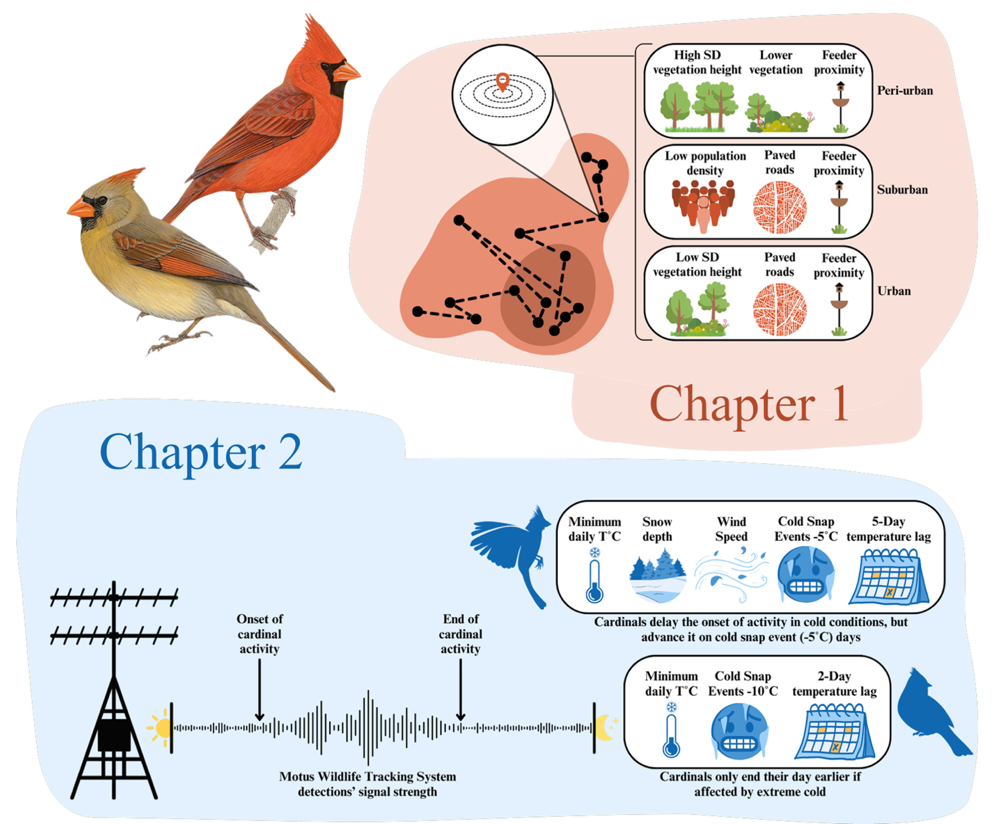 High SD
vegetation height
Lower
vegetation
Feeder
proximity
Peri-urban
Low population
density
Paved
roads
Feeder
proximity
Suburban
Low SD
vegetation height
Paved
roads
Feeder
proximity
Urban
Chapter 1
Chapter 2
Minimum
daily T˚C
Snow
depth
Wind
Speed
Cold Snap
Events -5˚C
5-Day
temperature lag
Cardinals delay the onset of activity in cold conditions, but
advance it on cold snap event (-5˚C) days
Onset of
cardinal
activity
End of
cardinal
activity
Motus Wildlife Tracking System
detections' signal strength
Minimum
daily T˚C
Cold Snap
Events -10˚C
2-Day
temperature lag
Cardinals only end their day earlier if
affected by extreme cold